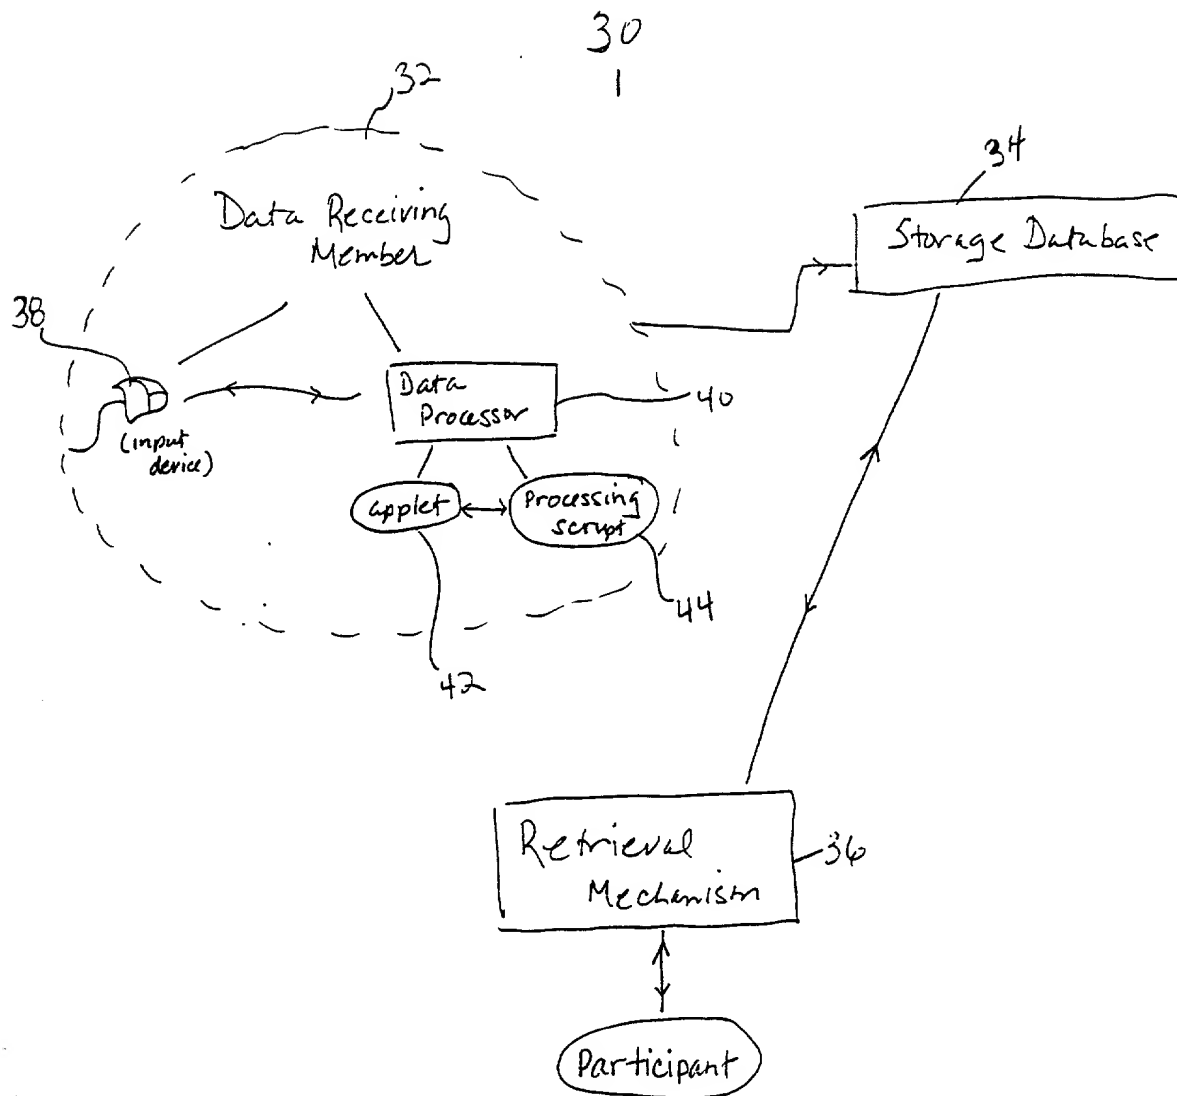 30
32
34
Data Receiving
Member
Storage Database
38
(input
device)
Data
Processor
40
applet
Processing
script
44
42
Retrieval
Mechanism
36
Participant